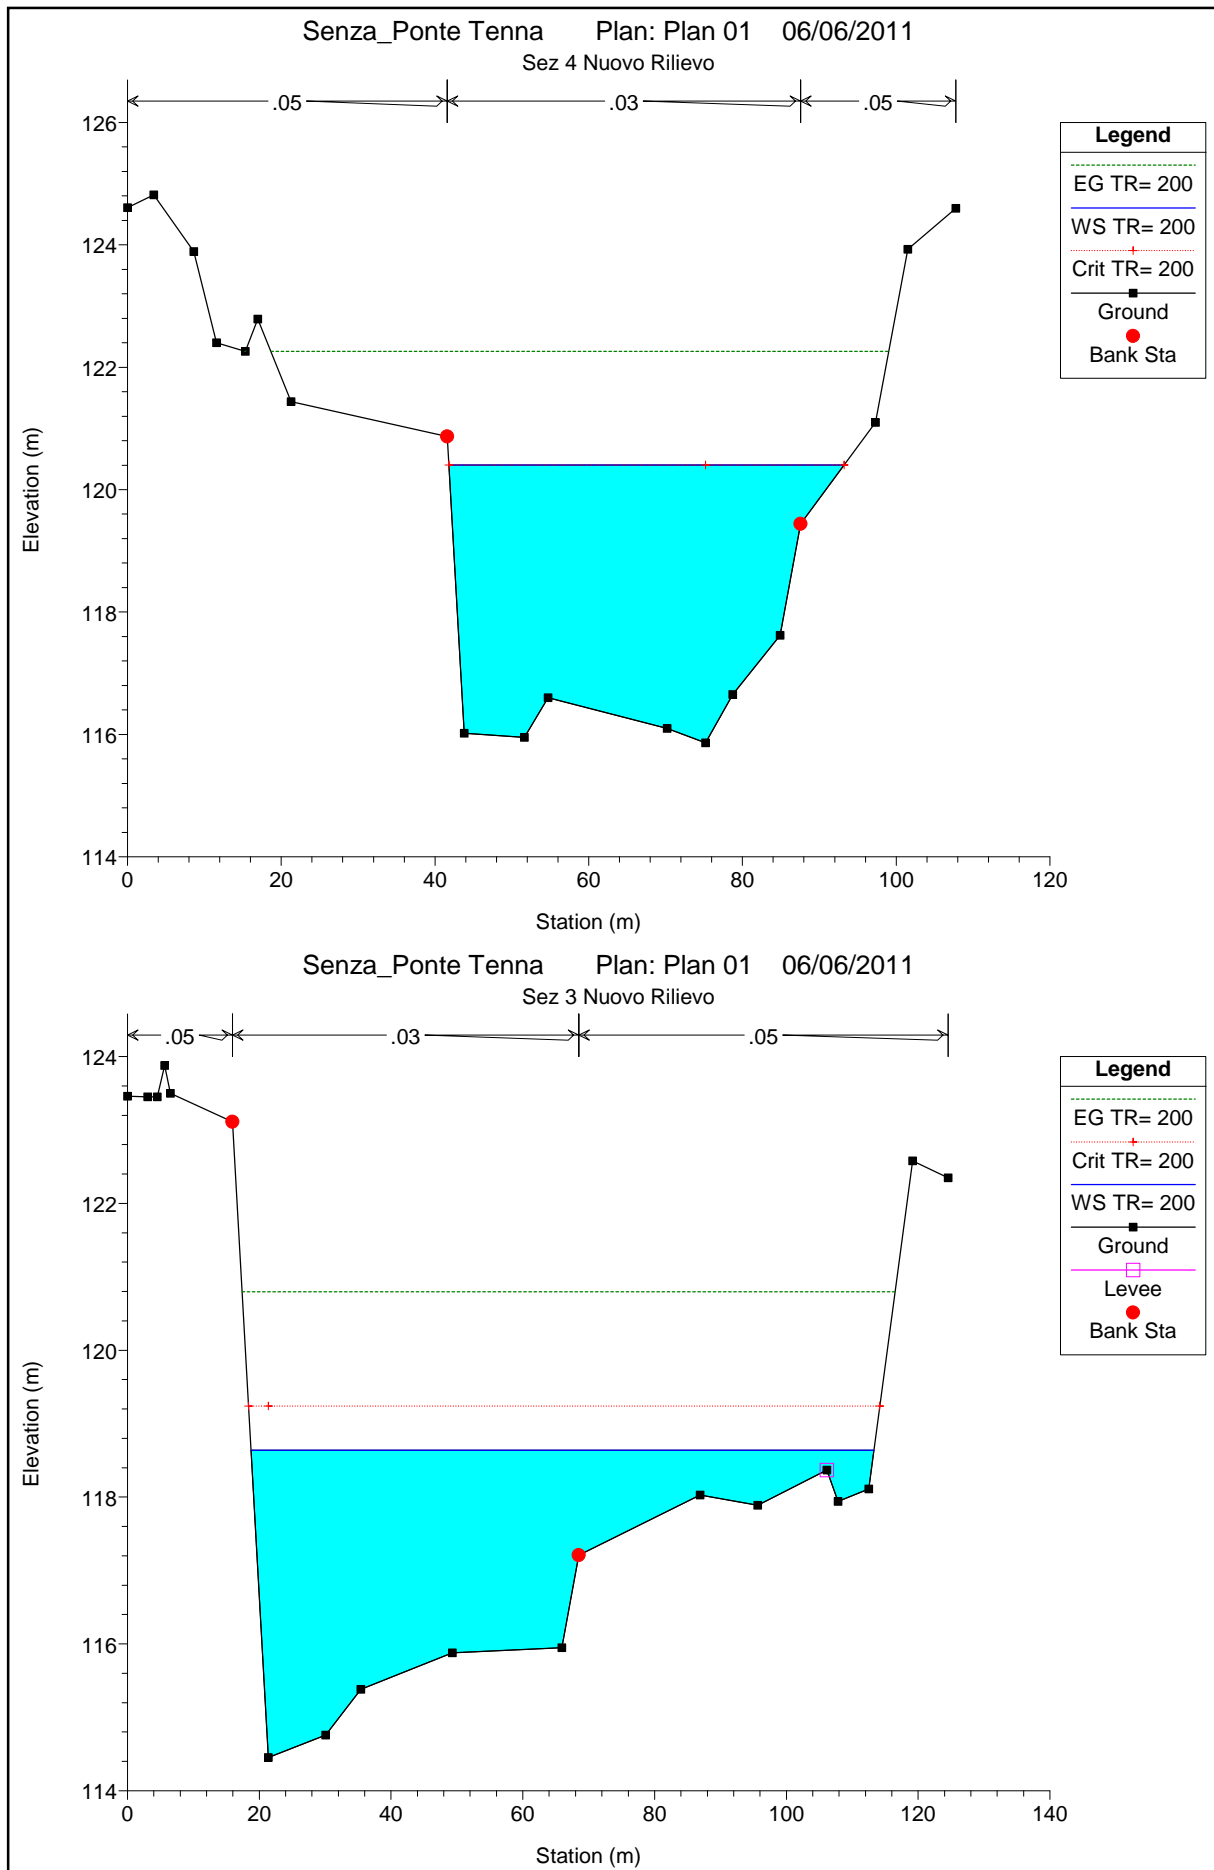 Senza_Ponte Tenna Plan: Plan 01 06/06/2011
Sez 4 Nuovo Rilievo
.05 .03 .05
Legend
EG TR= 200
WS TR= 200
Crit TR= 200
Ground
Bank Sta
126
124
122
120
118
116
114
Elevation (m)
0 20 40 60 80 100 120
Station (m)
Senza_Ponte Tenna Plan: Plan 01 06/06/2011
Sez 3 Nuovo Rilievo
.05 .03 .05
Legend
EG TR= 200
Crit TR= 200
WS TR= 200
Ground
Levee
Bank Sta
124
122
120
118
116
114
Elevation (m)
0 20 40 60 80 100 120 140
Station (m)